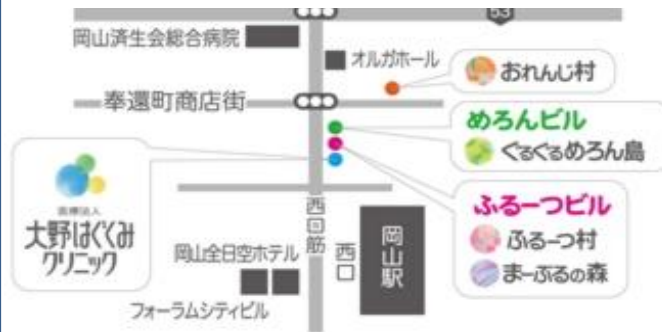 53
岡山済生会総合病院
オルガホール
おれんじ村
奉還町商店街
めろんビル
ぐるぐるめろん島
医療法人
大野はぐくみ
クリニック
ふるーつビル
ふるーつ村
まーぶるの森
西口筋
岡山全日空ホテル
西口
岡山駅
フォーラムシティビル